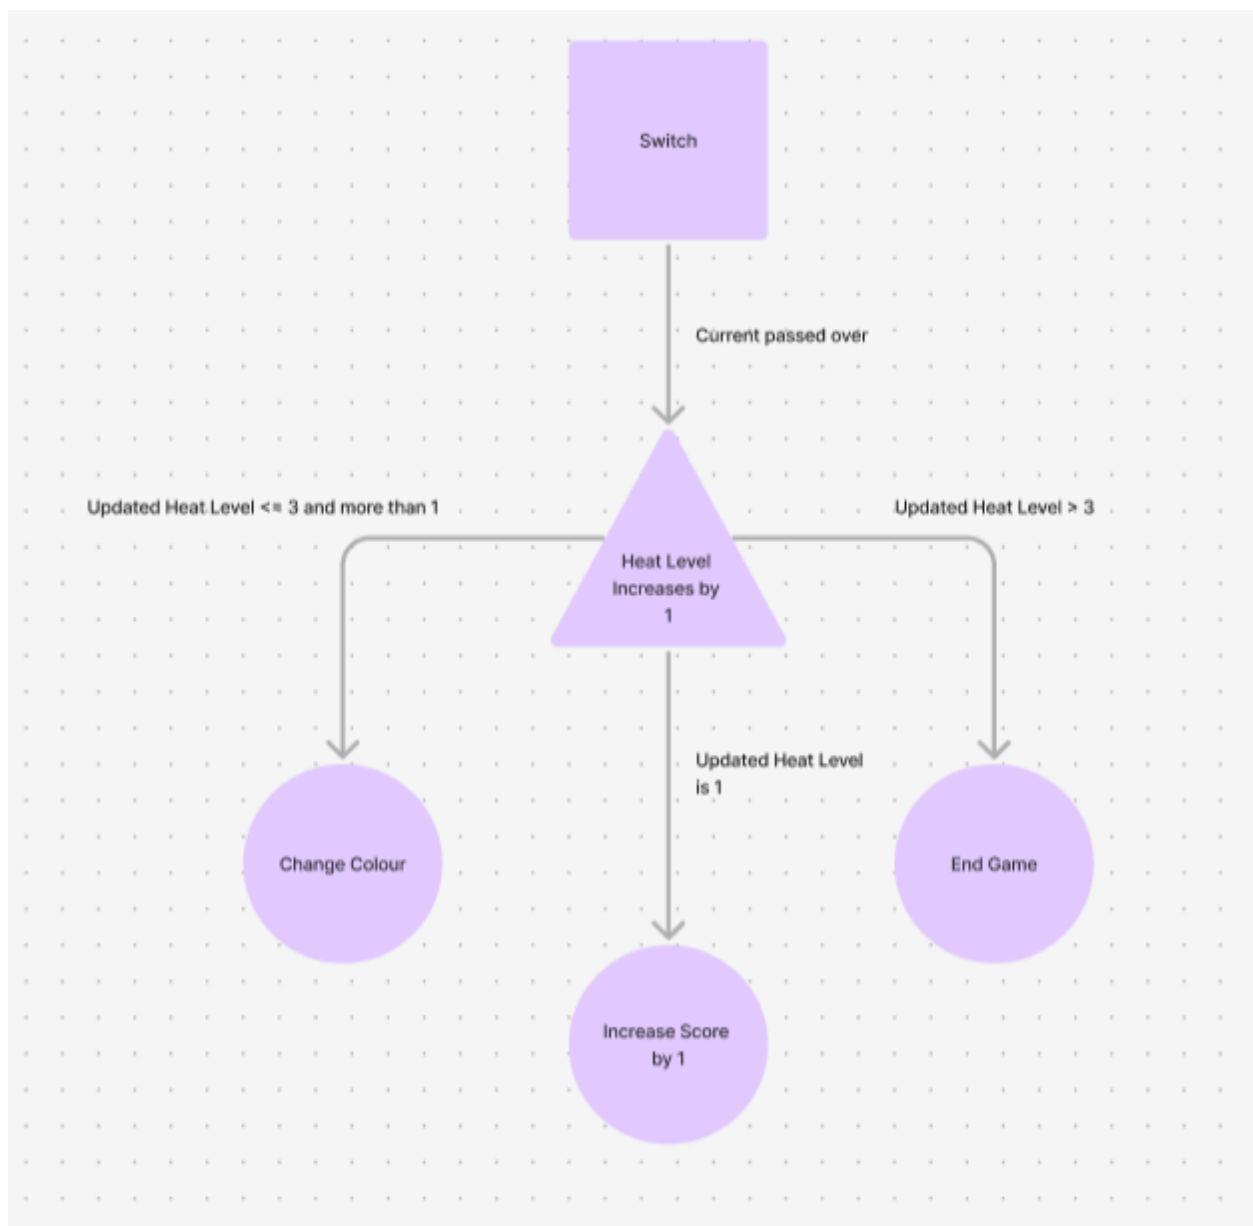 Switch
Current passed over
Updated Heat Level <= 3 and more than 1
Updated Heat Level > 3
Heat Level
Increases by
1
Updated Heat Level
is 1
Change Colour
End Game
Increase Score
by 1